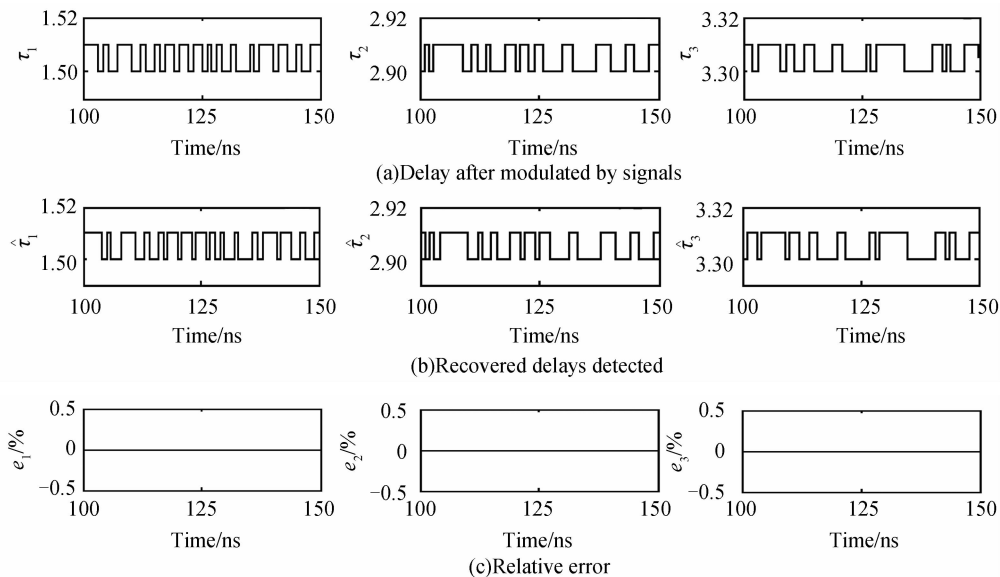 1.52 2.92 3.32
τ1 τ2 τ3
1.50 2.90 3.30
100 125 150 100 125 150 100 125 150
Time/ns Time/ns Time/ns
(a)Delay after modulated by signals
1.52 2.92 3.32
τ̂1 τ̂2 τ̂3
1.50 2.90 3.30
100 125 150 100 125 150 100 125 150
Time/ns Time/ns Time/ns
(b)Recovered delays detected
0.5 0.5 0.5
e1/% 0 e2/% 0 e3/% 0
−0.5 −0.5 −0.5
100 125 150 100 125 150 100 125 150
Time/ns Time/ns Time/ns
(c)Relative error